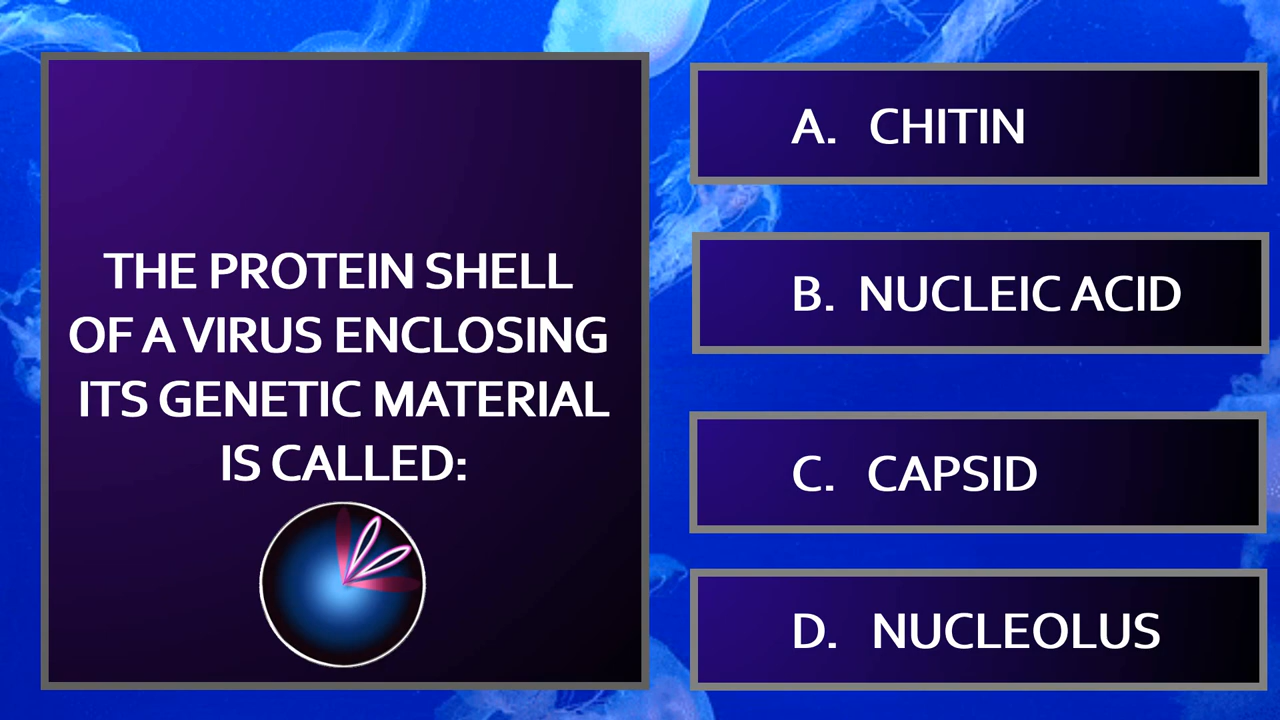 THE PROTEIN SHELL
OF A VIRUS ENCLOSING
ITS GENETIC MATERIAL
IS CALLED:
A. CHITIN
B. NUCLEIC ACID
C. CAPSID
D. NUCLEOLUS